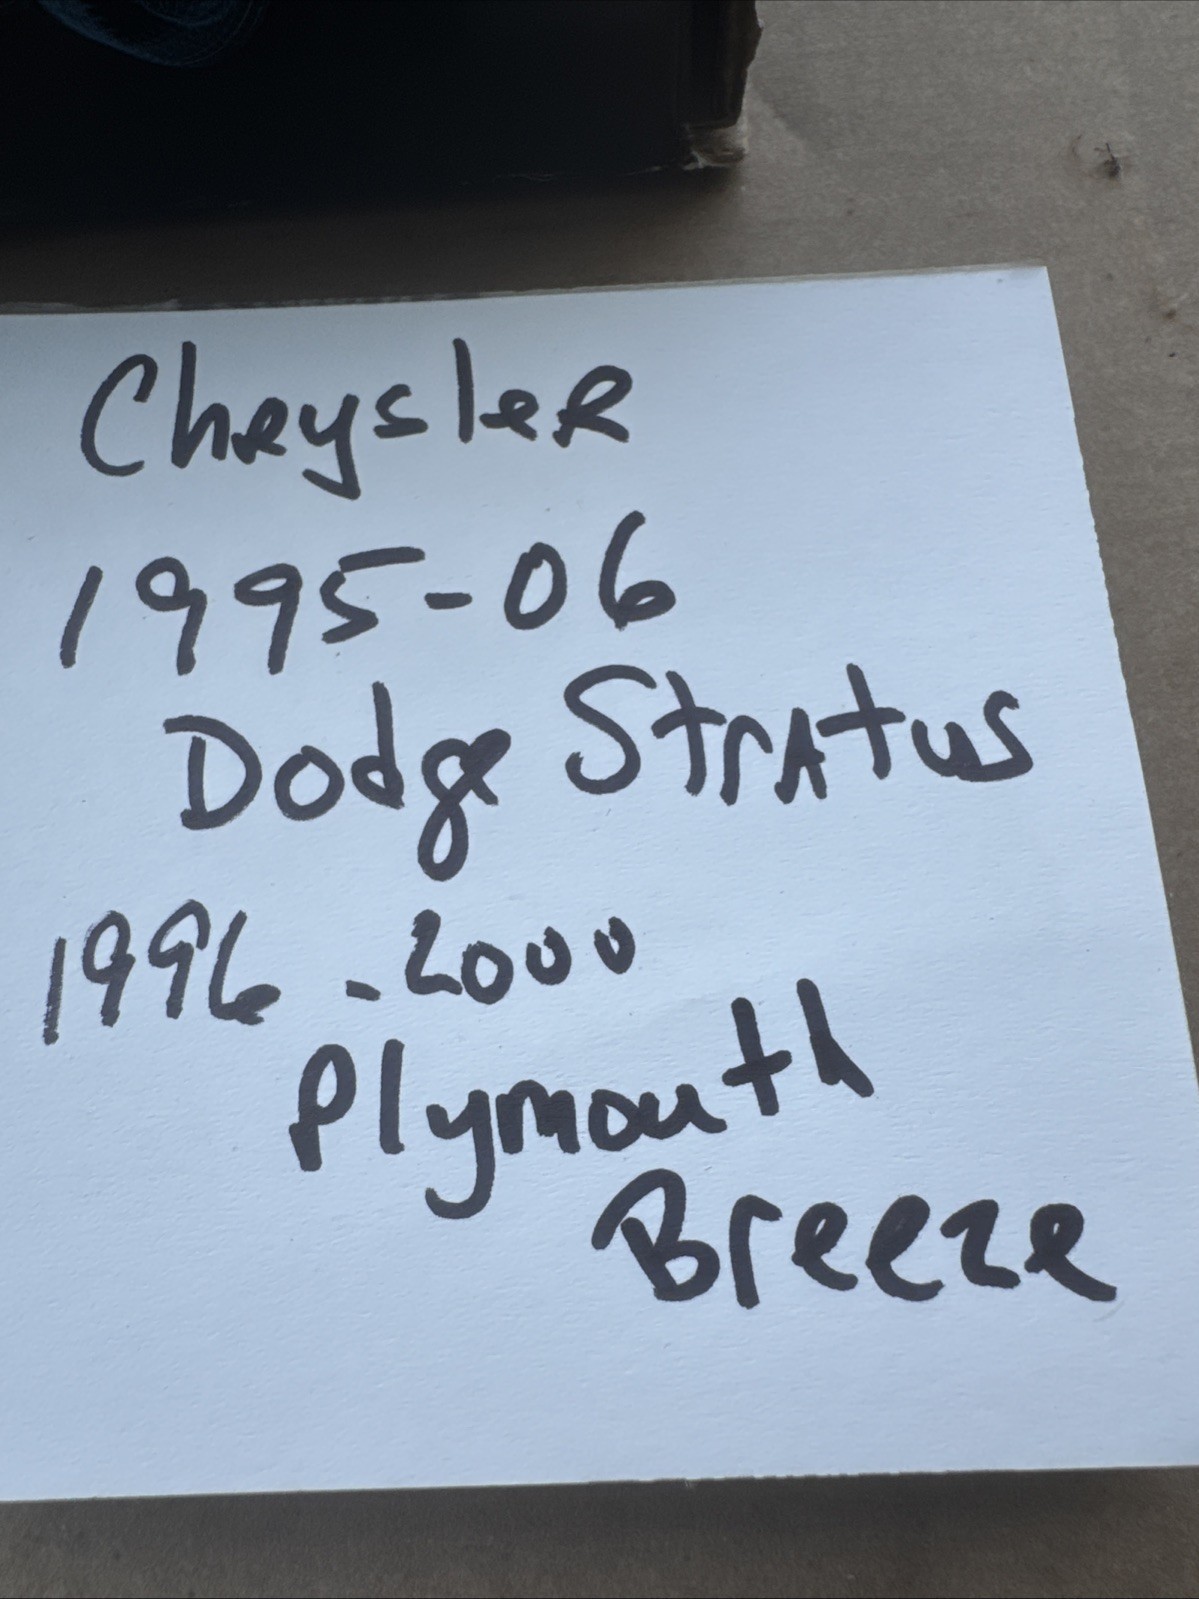 Chrysler
1995-06
Dodge Stratus
1996-2000
Plymouth
Breeze